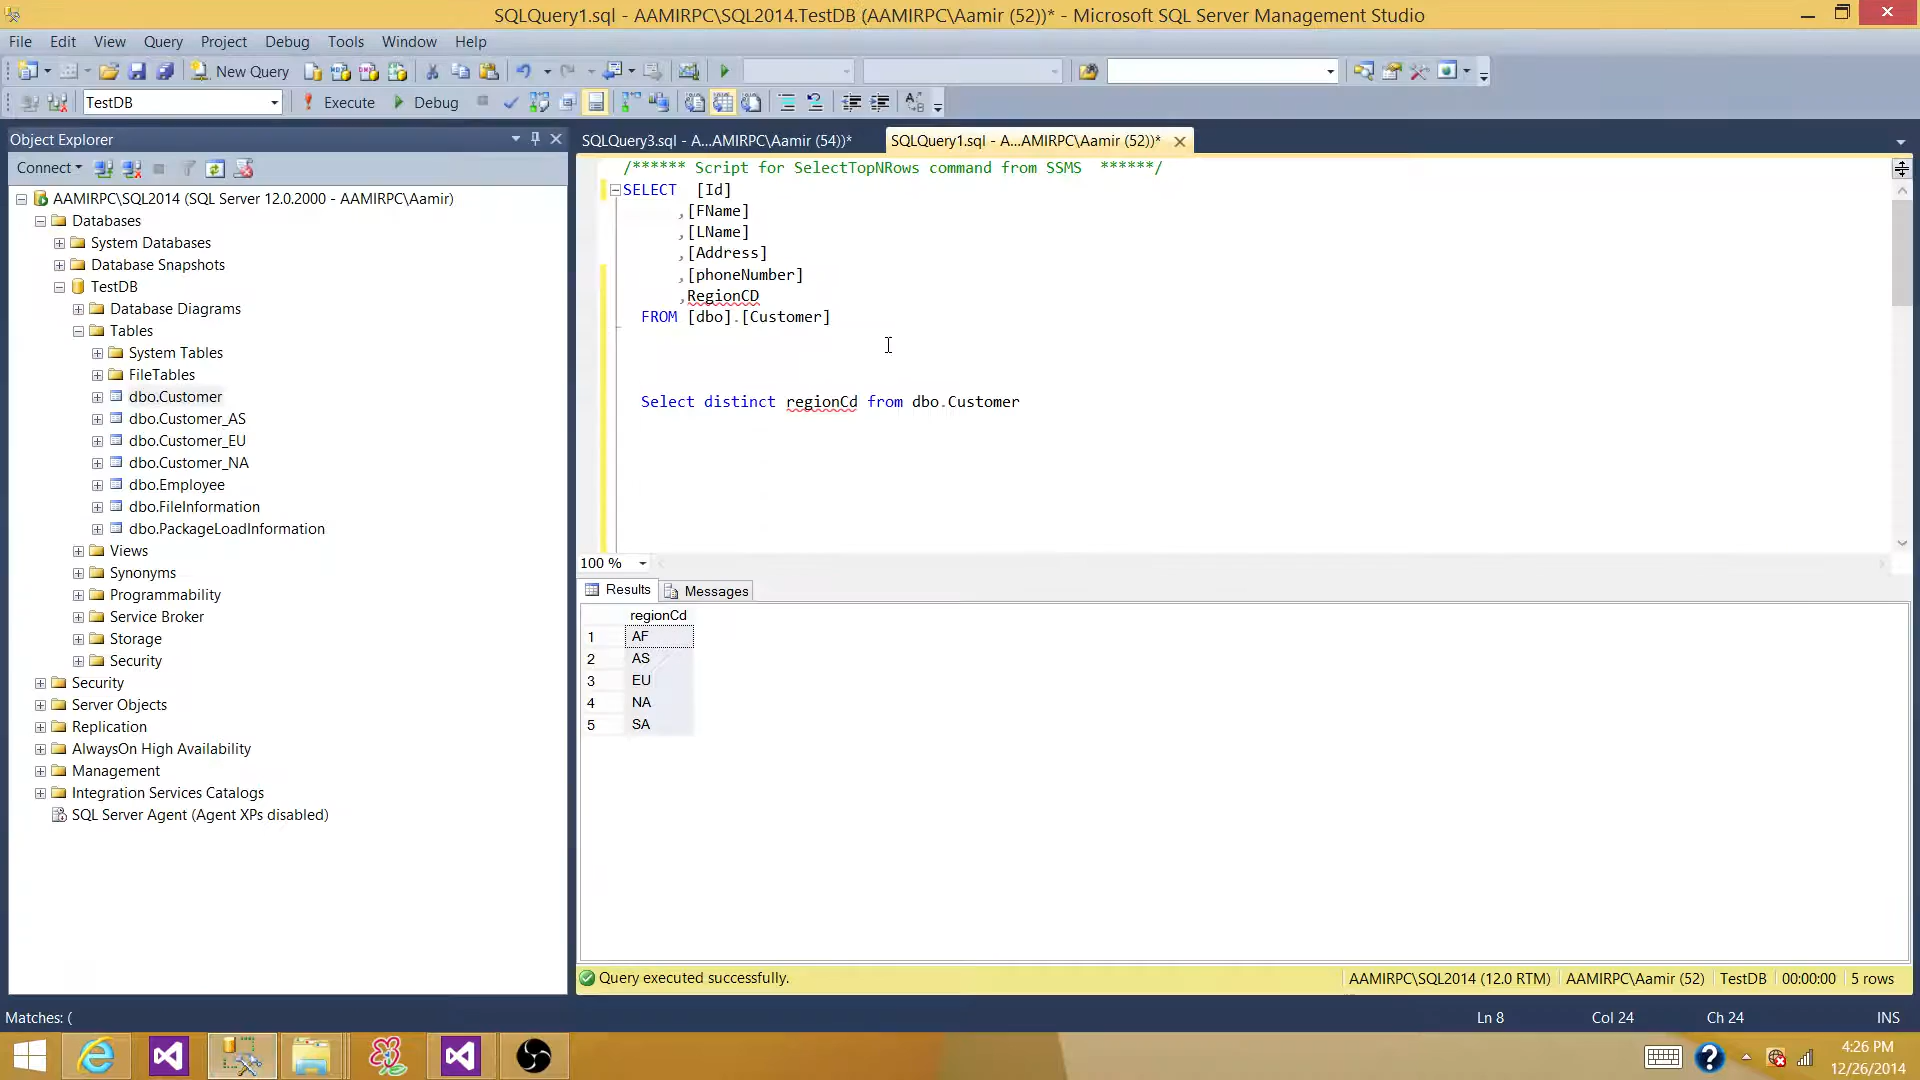 SQLQuery1.sql - AAMIRPC\SQL2014.TestDB (AAMIRPC\Aamir (52))* - Microsoft SQL Server Management Studio
File Edit View Query Project Debug Tools Window Help
New Query
TestDB Execute Debug
Object Explorer
SQLQuery3.sql - A...AMIRPC\Aamir (54))* SQLQuery1.sql - A...AMIRPC\Aamir (52))*
Connect
AAMIRPC\SQL2014 (SQL Server 12.0.2000 - AAMIRPC\Aamir)
Databases
System Databases
Database Snapshots
TestDB
Database Diagrams
Tables
System Tables
FileTables
dbo.Customer
dbo.Customer_AS
dbo.Customer_EU
dbo.Customer_NA
dbo.Employee
dbo.FileInformation
dbo.PackageLoadInformation
Views
Synonyms
Programmability
Service Broker
Storage
Security
Security
Server Objects
Replication
AlwaysOn High Availability
Management
Integration Services Catalogs
SQL Server Agent (Agent XPs disabled)
/****** Script for SelectTopNRows command from SSMS ******/
SELECT [Id]
,[FName]
,[LName]
,[Address]
,[phoneNumber]
,RegionCD
FROM [dbo].[Customer]
Select distinct regionCd from dbo.Customer
100 %
Results Messages
regionCd
1 AF
2 AS
3 EU
4 NA
5 SA
Query executed successfully. AAMIRPC\SQL2014 (12.0 RTM) AAMIRPC\Aamir (52) TestDB 00:00:00 5 rows
Matches: ( Ln 8 Col 24 Ch 24 INS
4:26 PM
12/26/2014